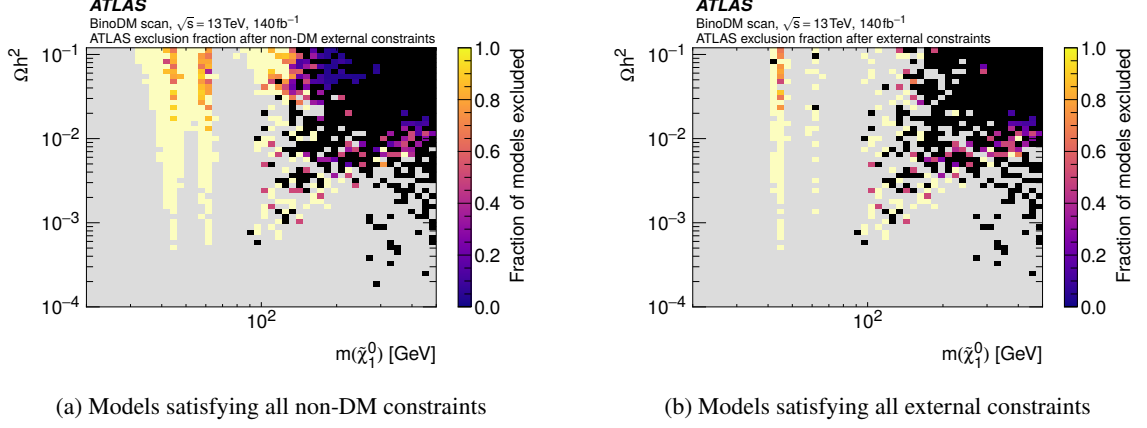 ATLAS
BinoDM scan, √s = 13 TeV, 140 fb⁻¹
ATLAS exclusion fraction after non-DM external constraints
Ωh²
10⁻¹
10⁻²
10⁻³
10⁻⁴
10²
m(χ̃₁⁰) [GeV]
1.0
0.8
0.6
0.4
0.2
0.0
Fraction of models excluded
(a) Models satisfying all non-DM constraints
ATLAS
BinoDM scan, √s = 13 TeV, 140 fb⁻¹
ATLAS exclusion fraction after external constraints
Ωh²
10⁻¹
10⁻²
10⁻³
10⁻⁴
10²
m(χ̃₁⁰) [GeV]
1.0
0.8
0.6
0.4
0.2
0.0
Fraction of models excluded
(b) Models satisfying all external constraints